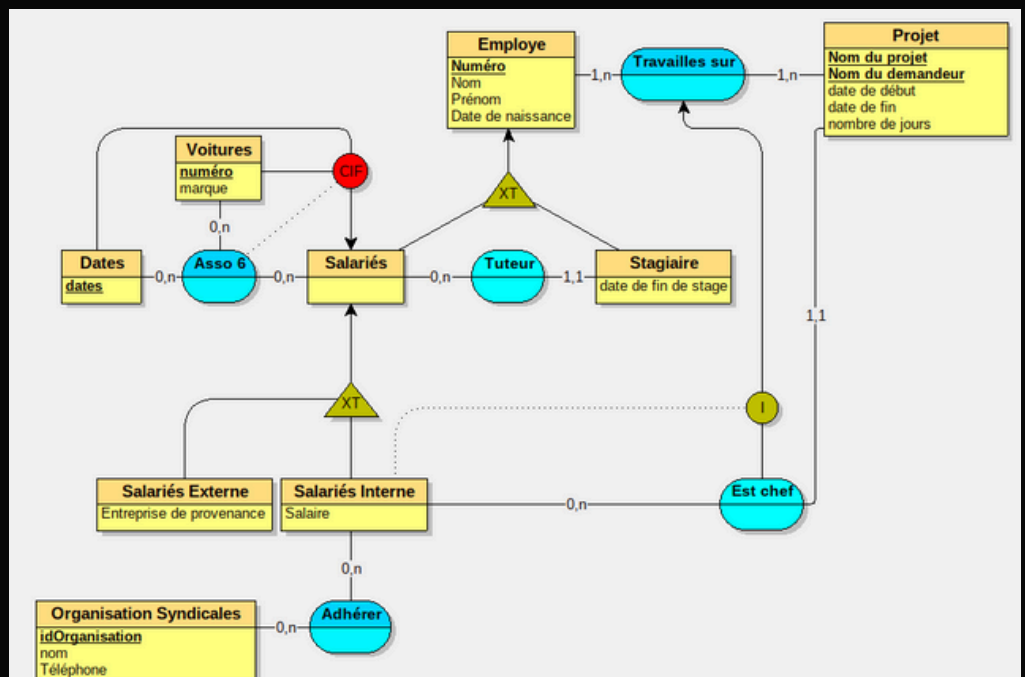 Employe
Numéro
Nom
Prénom
Date de naissance
1,n
Travailles sur
1,n
Projet
Nom du projet
Nom du demandeur
date de début
date de fin
nombre de jours
Voitures
numéro
marque
CIF
XT
0,n
Dates
dates
0,n
Asso 6
0,n
Salariés
0,n
Tuteur
1,1
Stagiaire
date de fin de stage
1,1
XT
I
Salariés Externe
Entreprise de provenance
Salariés Interne
Salaire
0,n
Est chef
0,n
Organisation Syndicales
idOrganisation
nom
Téléphone
0,n
Adhérer